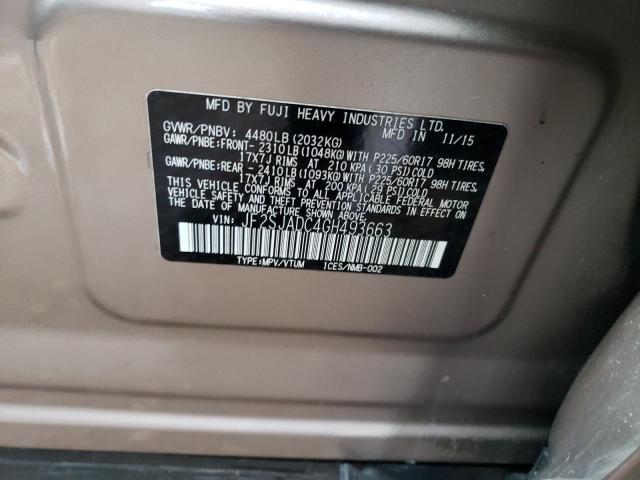 MFD BY FUJI HEAVY INDUSTRIES LTD.
MFD IN 11/15
GVWR/PNBV: 4480LB(2032KG)
GAWR/PNBE:FRONT- 2310LB(1048KG)WITH P225/60R17 98H TIRES,
17X7J RIMS AT 210 KPA(30 PSI)COLD
GAWR/PNBE:REAR - 2410LB(1093KG)WITH P225/60R17 98H TIRES,
17X7J RIMS AT 200 KPA(29 PSI)COLD
THIS VEHICLE CONFORMS TO ALL APPLICABLE FEDERAL MOTOR
VEHICLE SAFETY AND THEFT PREVENTION STANDARDS IN EFFECT ON
THE DATE OF MANUFACTURE SHOWN ABOVE.
VIN: JF2SJADC4GH493663
TYPE:MPV/VTUM ICES/NMB-002